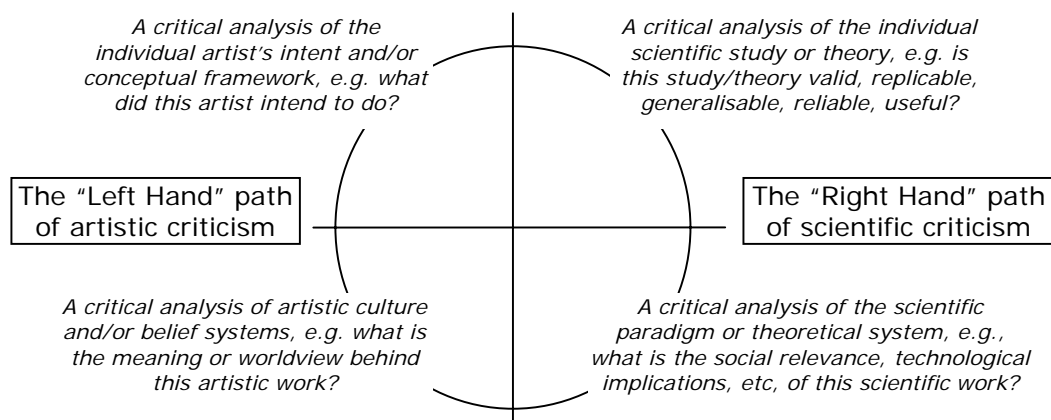 A critical analysis of the
individual artist's intent and/or
conceptual framework, e.g. what
did this artist intend to do?
A critical analysis of the individual
scientific study or theory, e.g. is
this study/theory valid, replicable,
generalisable, reliable, useful?
The “Left Hand” path
of artistic criticism
The “Right Hand” path
of scientific criticism
A critical analysis of artistic culture
and/or belief systems, e.g. what is
the meaning or worldview behind
this artistic work?
A critical analysis of the scientific
paradigm or theoretical system, e.g.,
what is the social relevance, technological
implications, etc, of this scientific work?